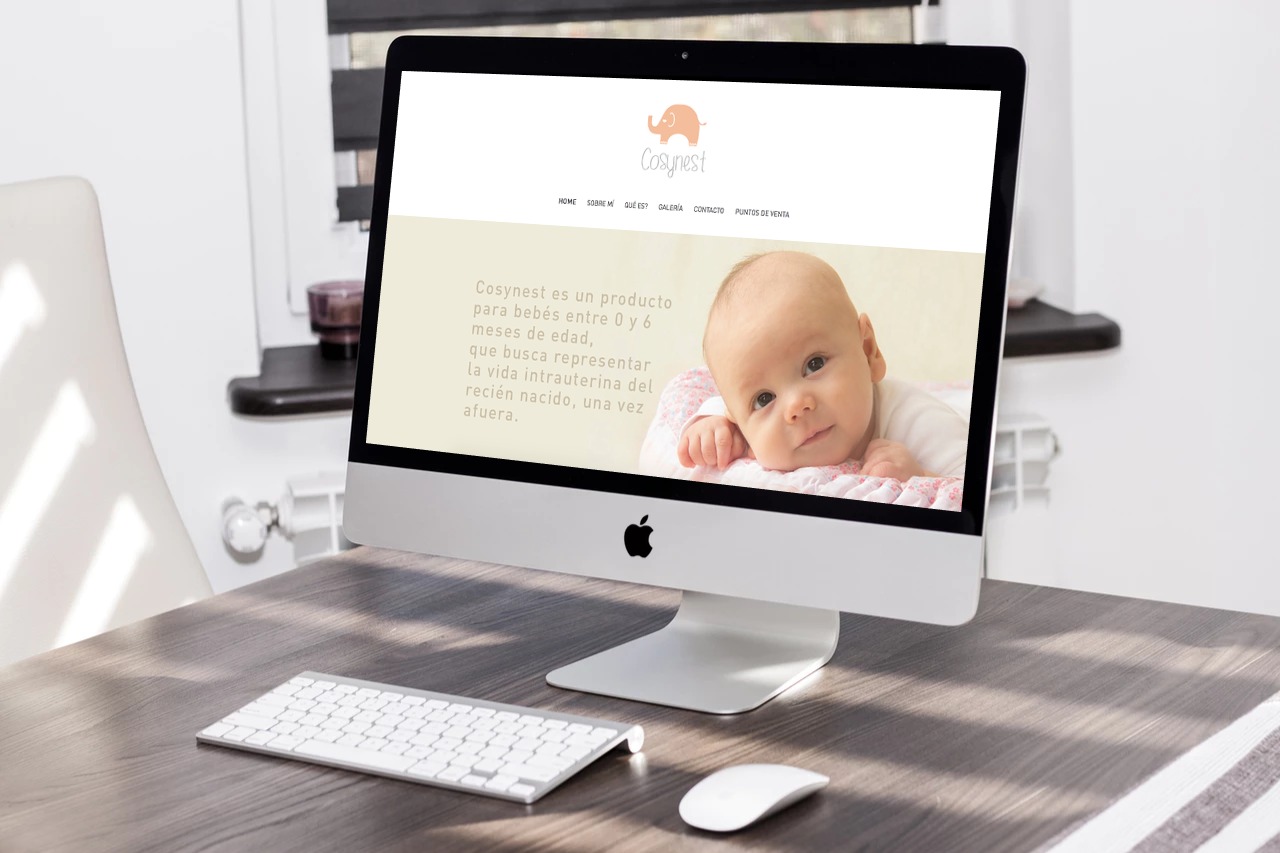 Cosynest
HOME SOBRE MÍ QUÉ ES? GALERÍA CONTACTO PUNTOS DE VENTA
Cosynest es un producto
para bebés entre 0 y 6
meses de edad,
que busca representar
la vida intrauterina del
recién nacido, una vez
afuera.